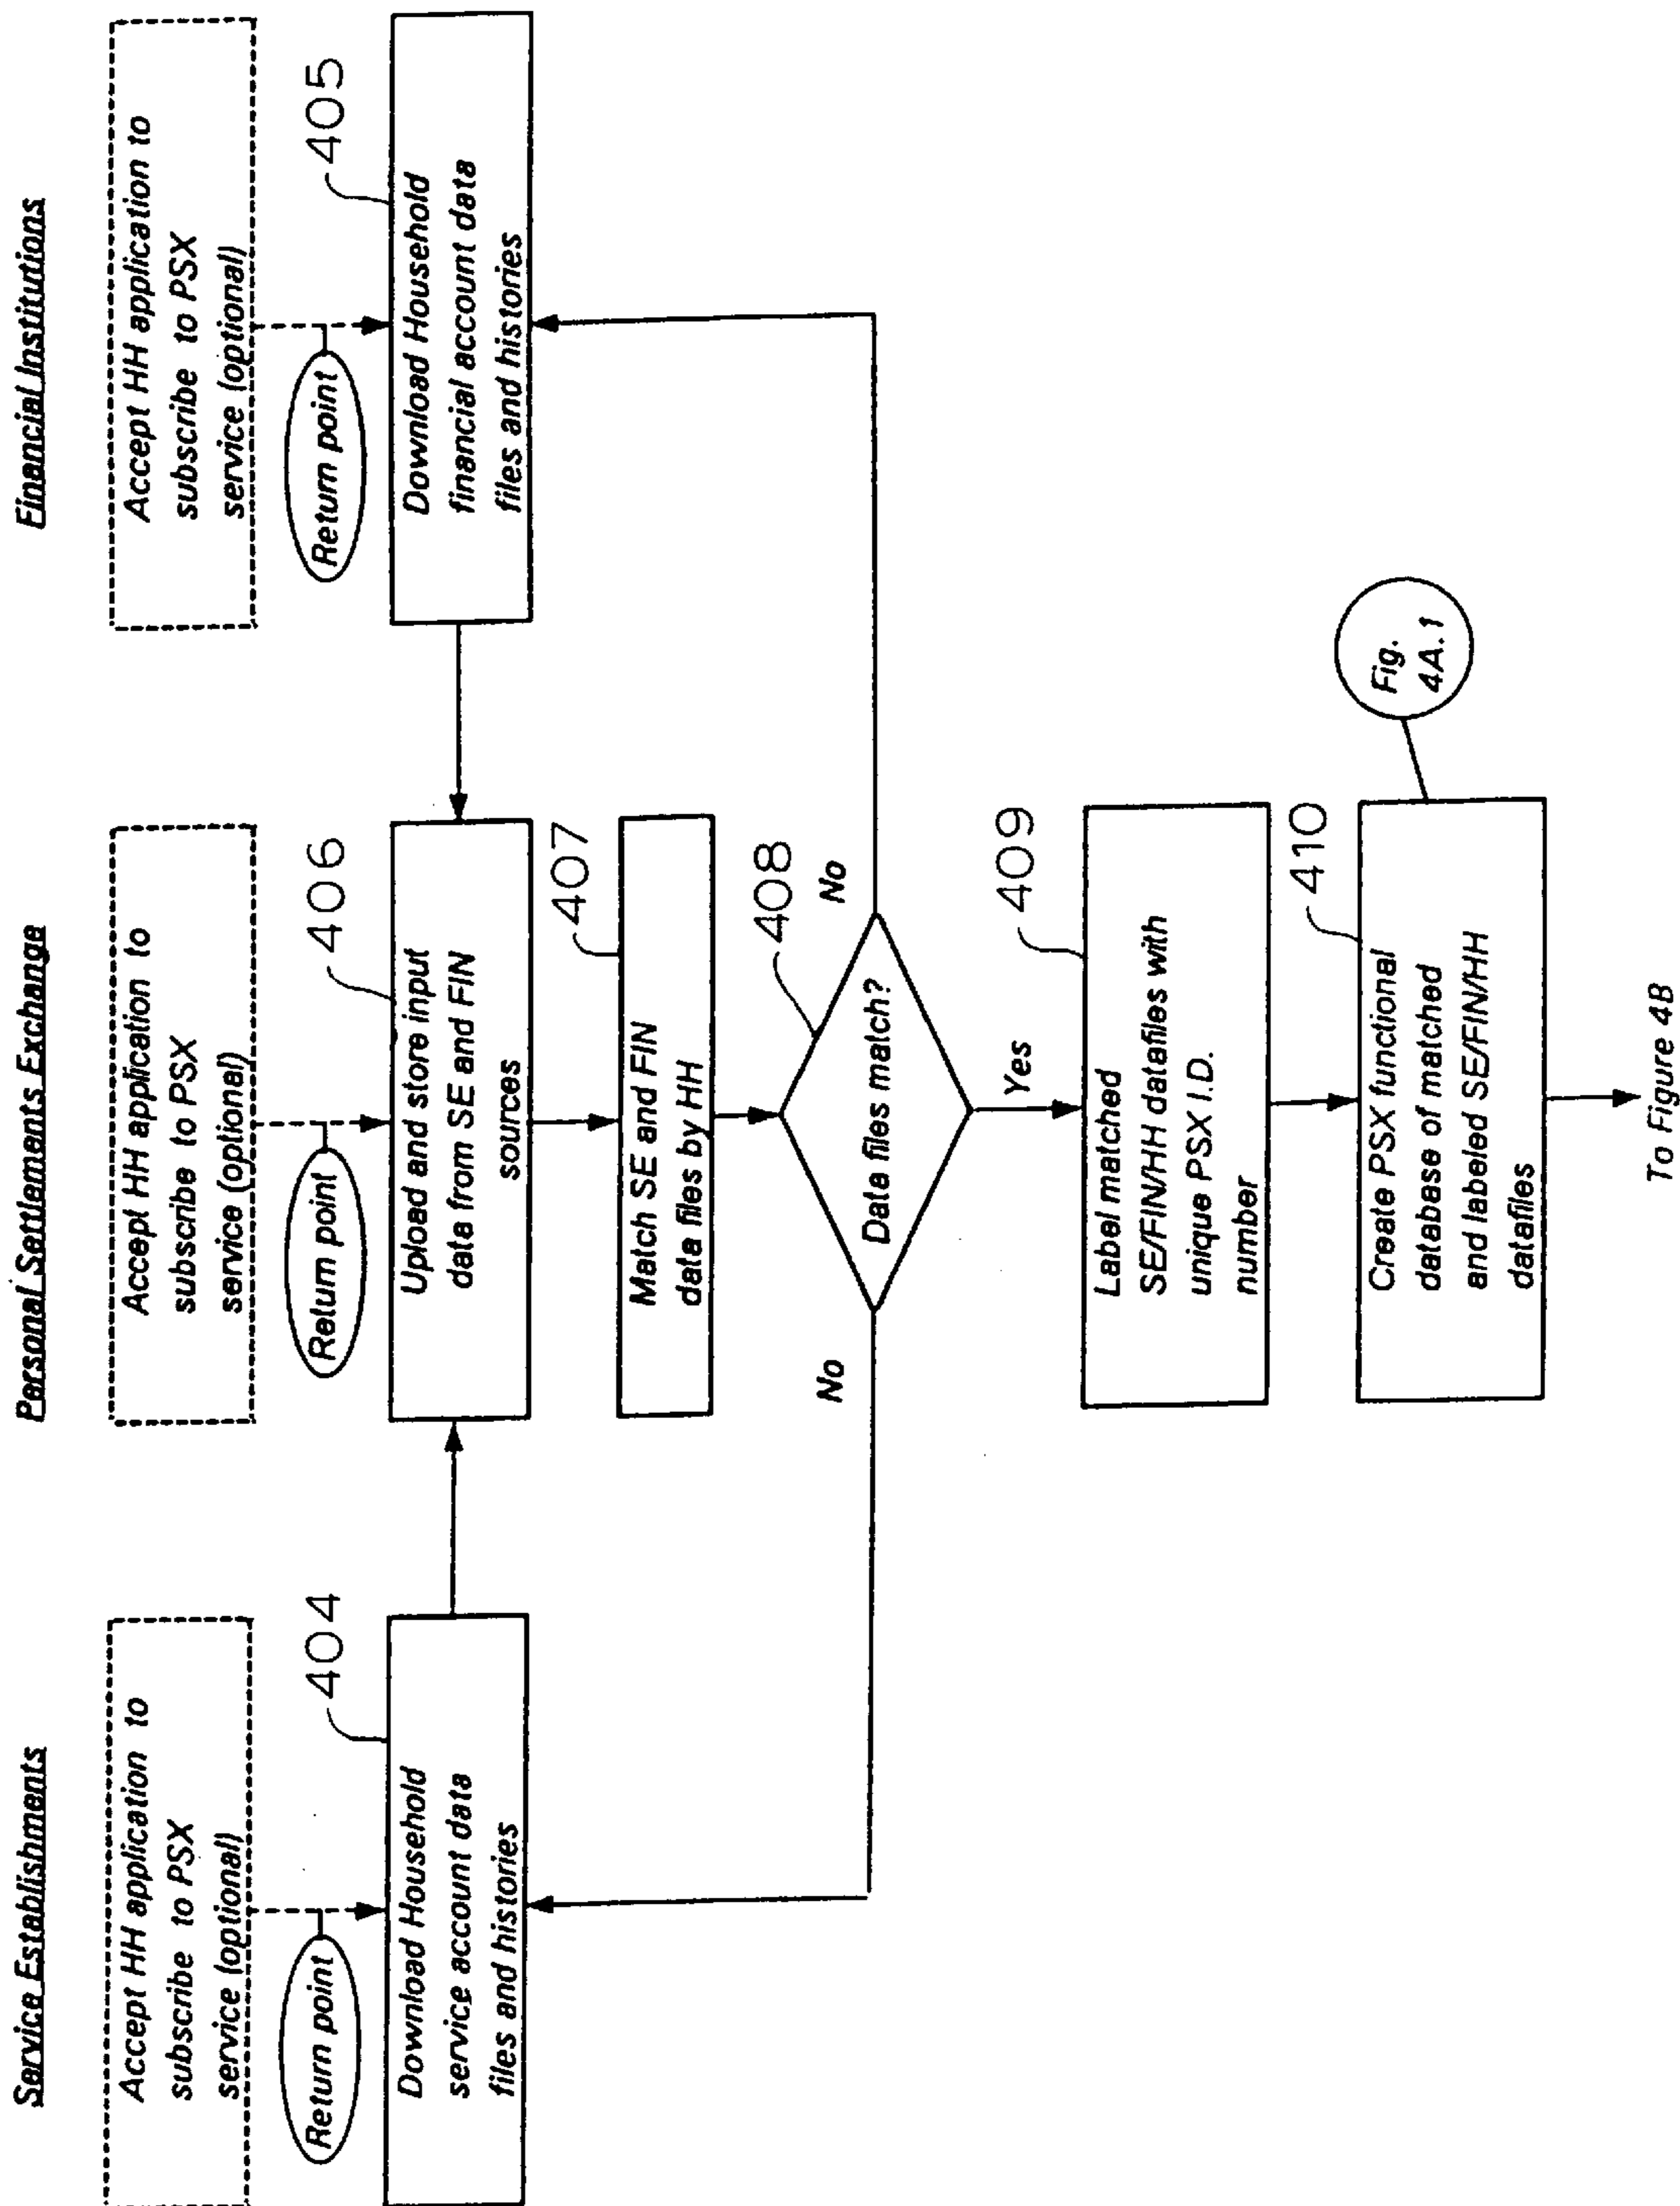 Service Establishments
Personal Settlements Exchange
Financial Institutions
Accept HH application to
subscribe to PSX
service (optional)
Accept HH application to
subscribe to PSX
service (optional)
Accept HH application to
subscribe to PSX
service (optional)
Return point
Return point
Return point
404
Download Household
service account data
files and histories
406
Upload and store input
data from SE and FIN
sources
405
Download Household
financial account data
files and histories
407
Match SE and FIN
data files by HH
408
Data files match?
No
No
Yes
409
Label matched
SE/FIN/HH datafiles with
unique PSX I.D.
number
410
Create PSX functional
database of matched
and labeled SE/FIN/HH
datafiles
Fig.
4A.1
To Figure 4B